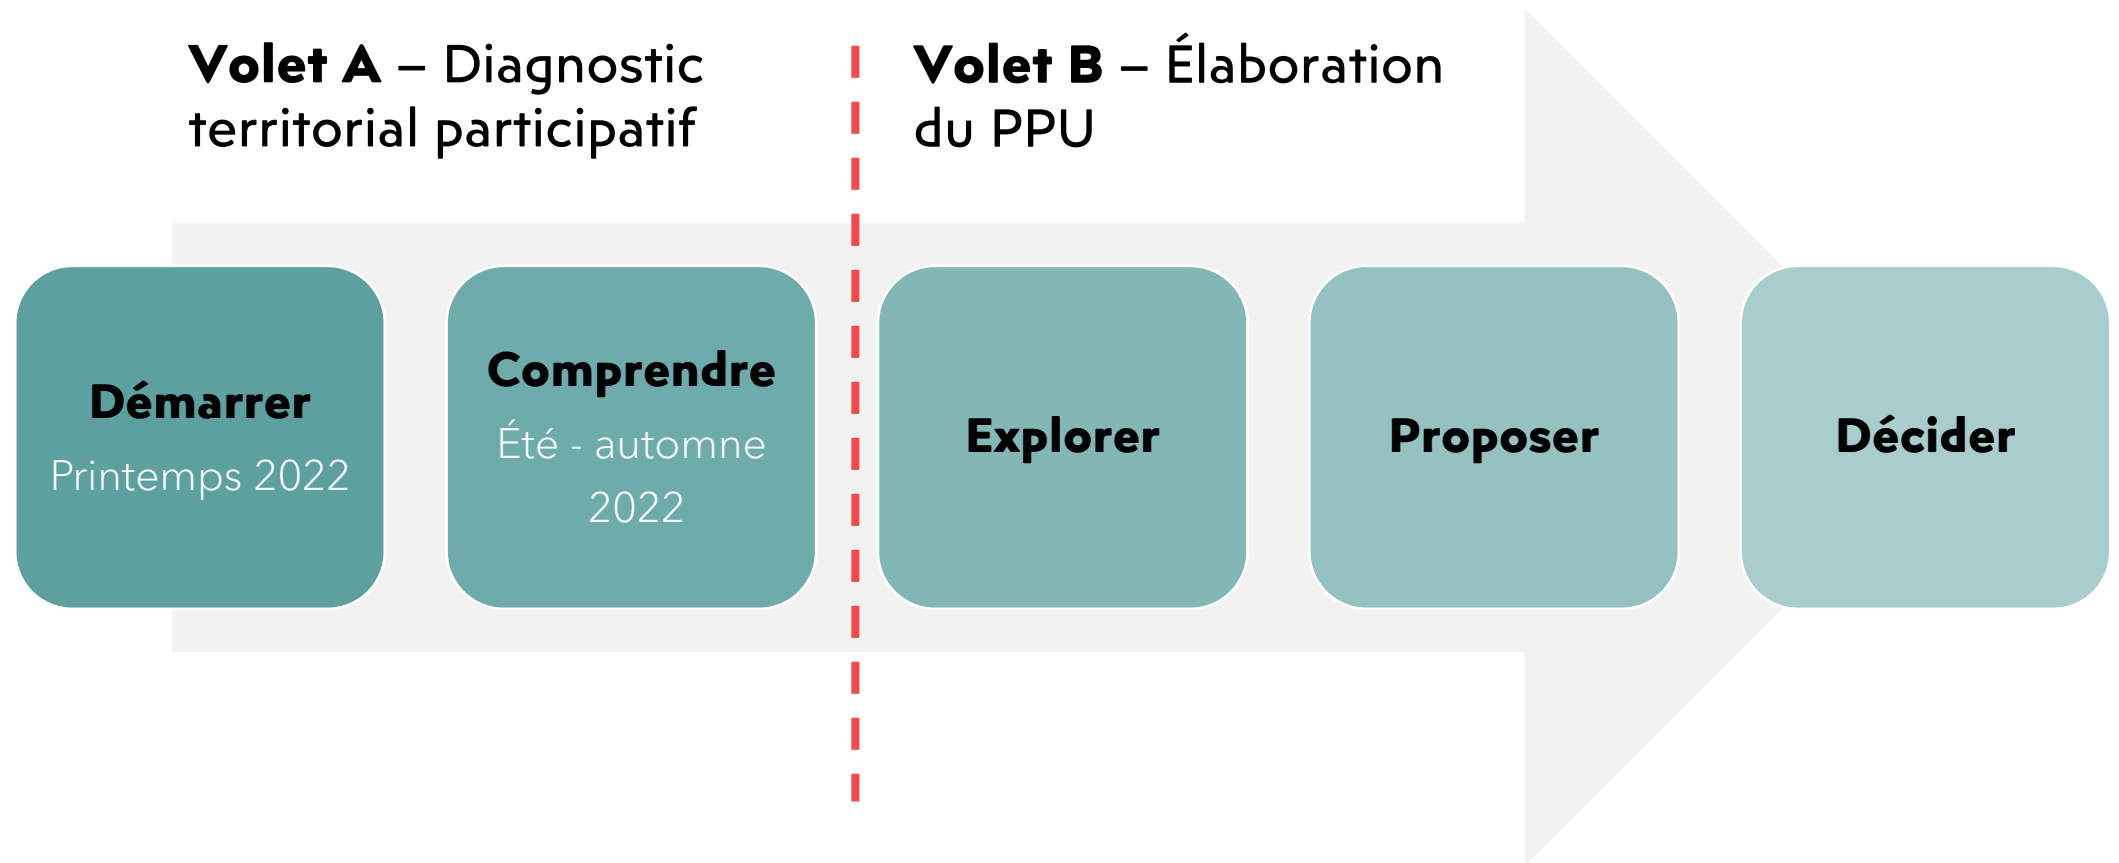 Volet A – Diagnostic
territorial participatif
Volet B – Élaboration
du PPU
Démarrer
Printemps 2022
Comprendre
Été - automne
2022
Explorer
Proposer
Décider